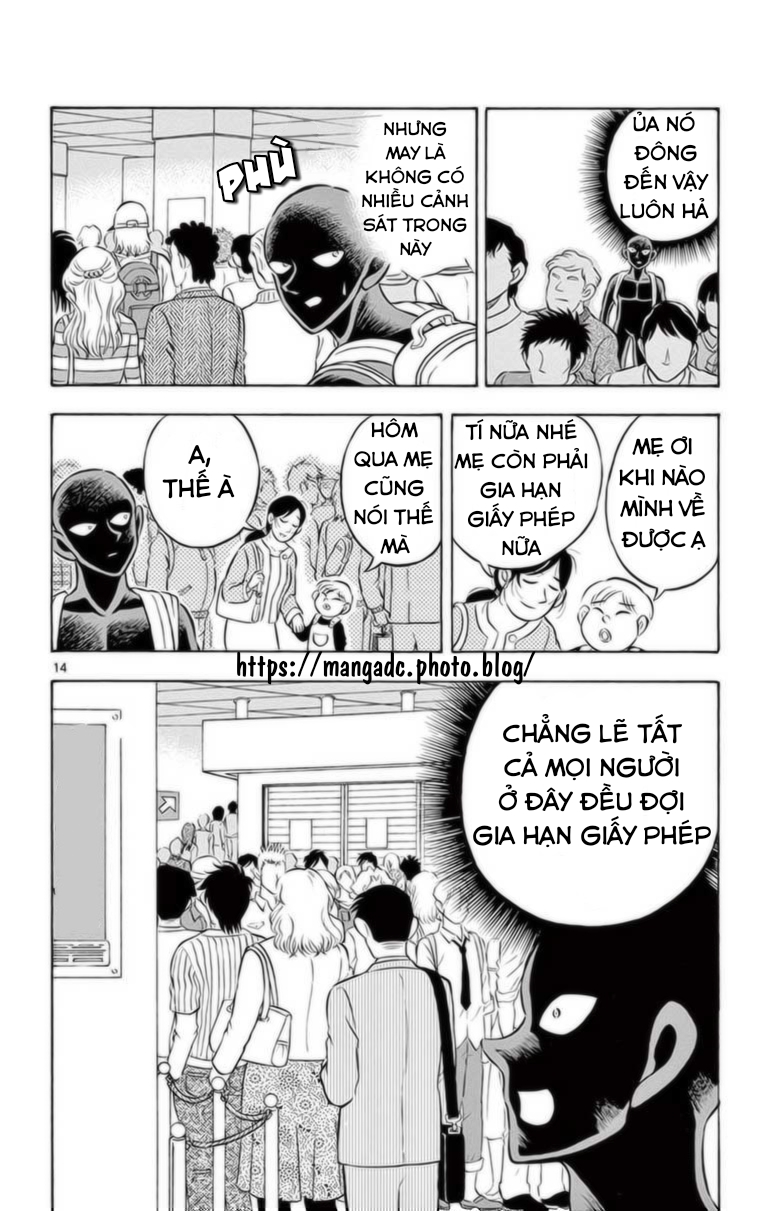 ỦA NÓ
ĐÔNG
ĐẾN VẬY
LUÔN HẢ
NHƯNG
MAY LÀ
KHÔNG CÓ
NHIỀU CẢNH
SÁT TRONG
NÀY
PHÙ
MẸ ƠI
KHI NÀO
MÌNH VỀ
ĐƯỢC Ạ
TÍ NỮA NHÉ
MẸ CÒN PHẢI
GIA HẠN
GIẤY PHÉP
NỮA
HÔM
QUA MẸ
CŨNG
NÓI THẾ
MÀ
A,
THẾ À
14
https://mangadc.photo.blog/
CHẲNG LẼ TẤT
CẢ MỌI NGƯỜI
Ở ĐÂY ĐỀU ĐỢI
GIA HẠN GIẤY PHÉP